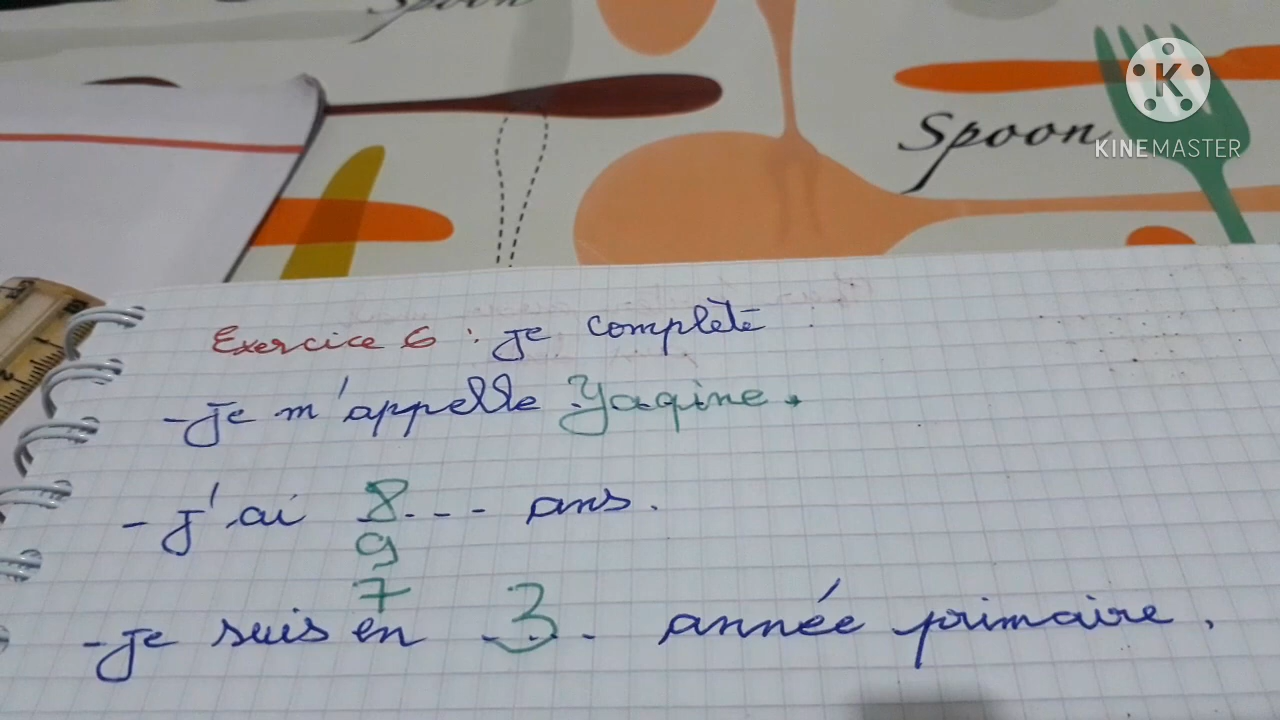 Spoon
Spoon
KINEMASTER
Exercice 6 : je complète
- je m'appelle Yaqine.
- j'ai 8... ans.
9
7
- je suis en 3 année primaire.